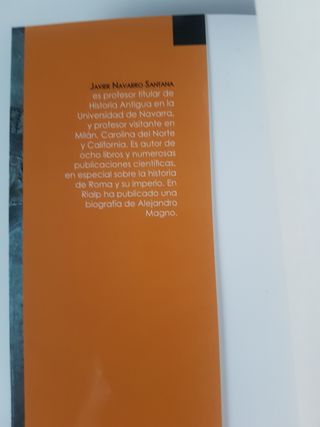 JAVIER NAVARRO SANTANA
es profesor titular de
Historia Antigua en la
Universidad de Navarra,
y profesor visitante en
Milán, Carolina del Norte
y California. Es autor de
ocho libros y numerosas
publicaciones científicas,
en especial sobre la historia
de Roma y su imperio. En
Rialp ha publicado una
biografía de Alejandro
Magno.